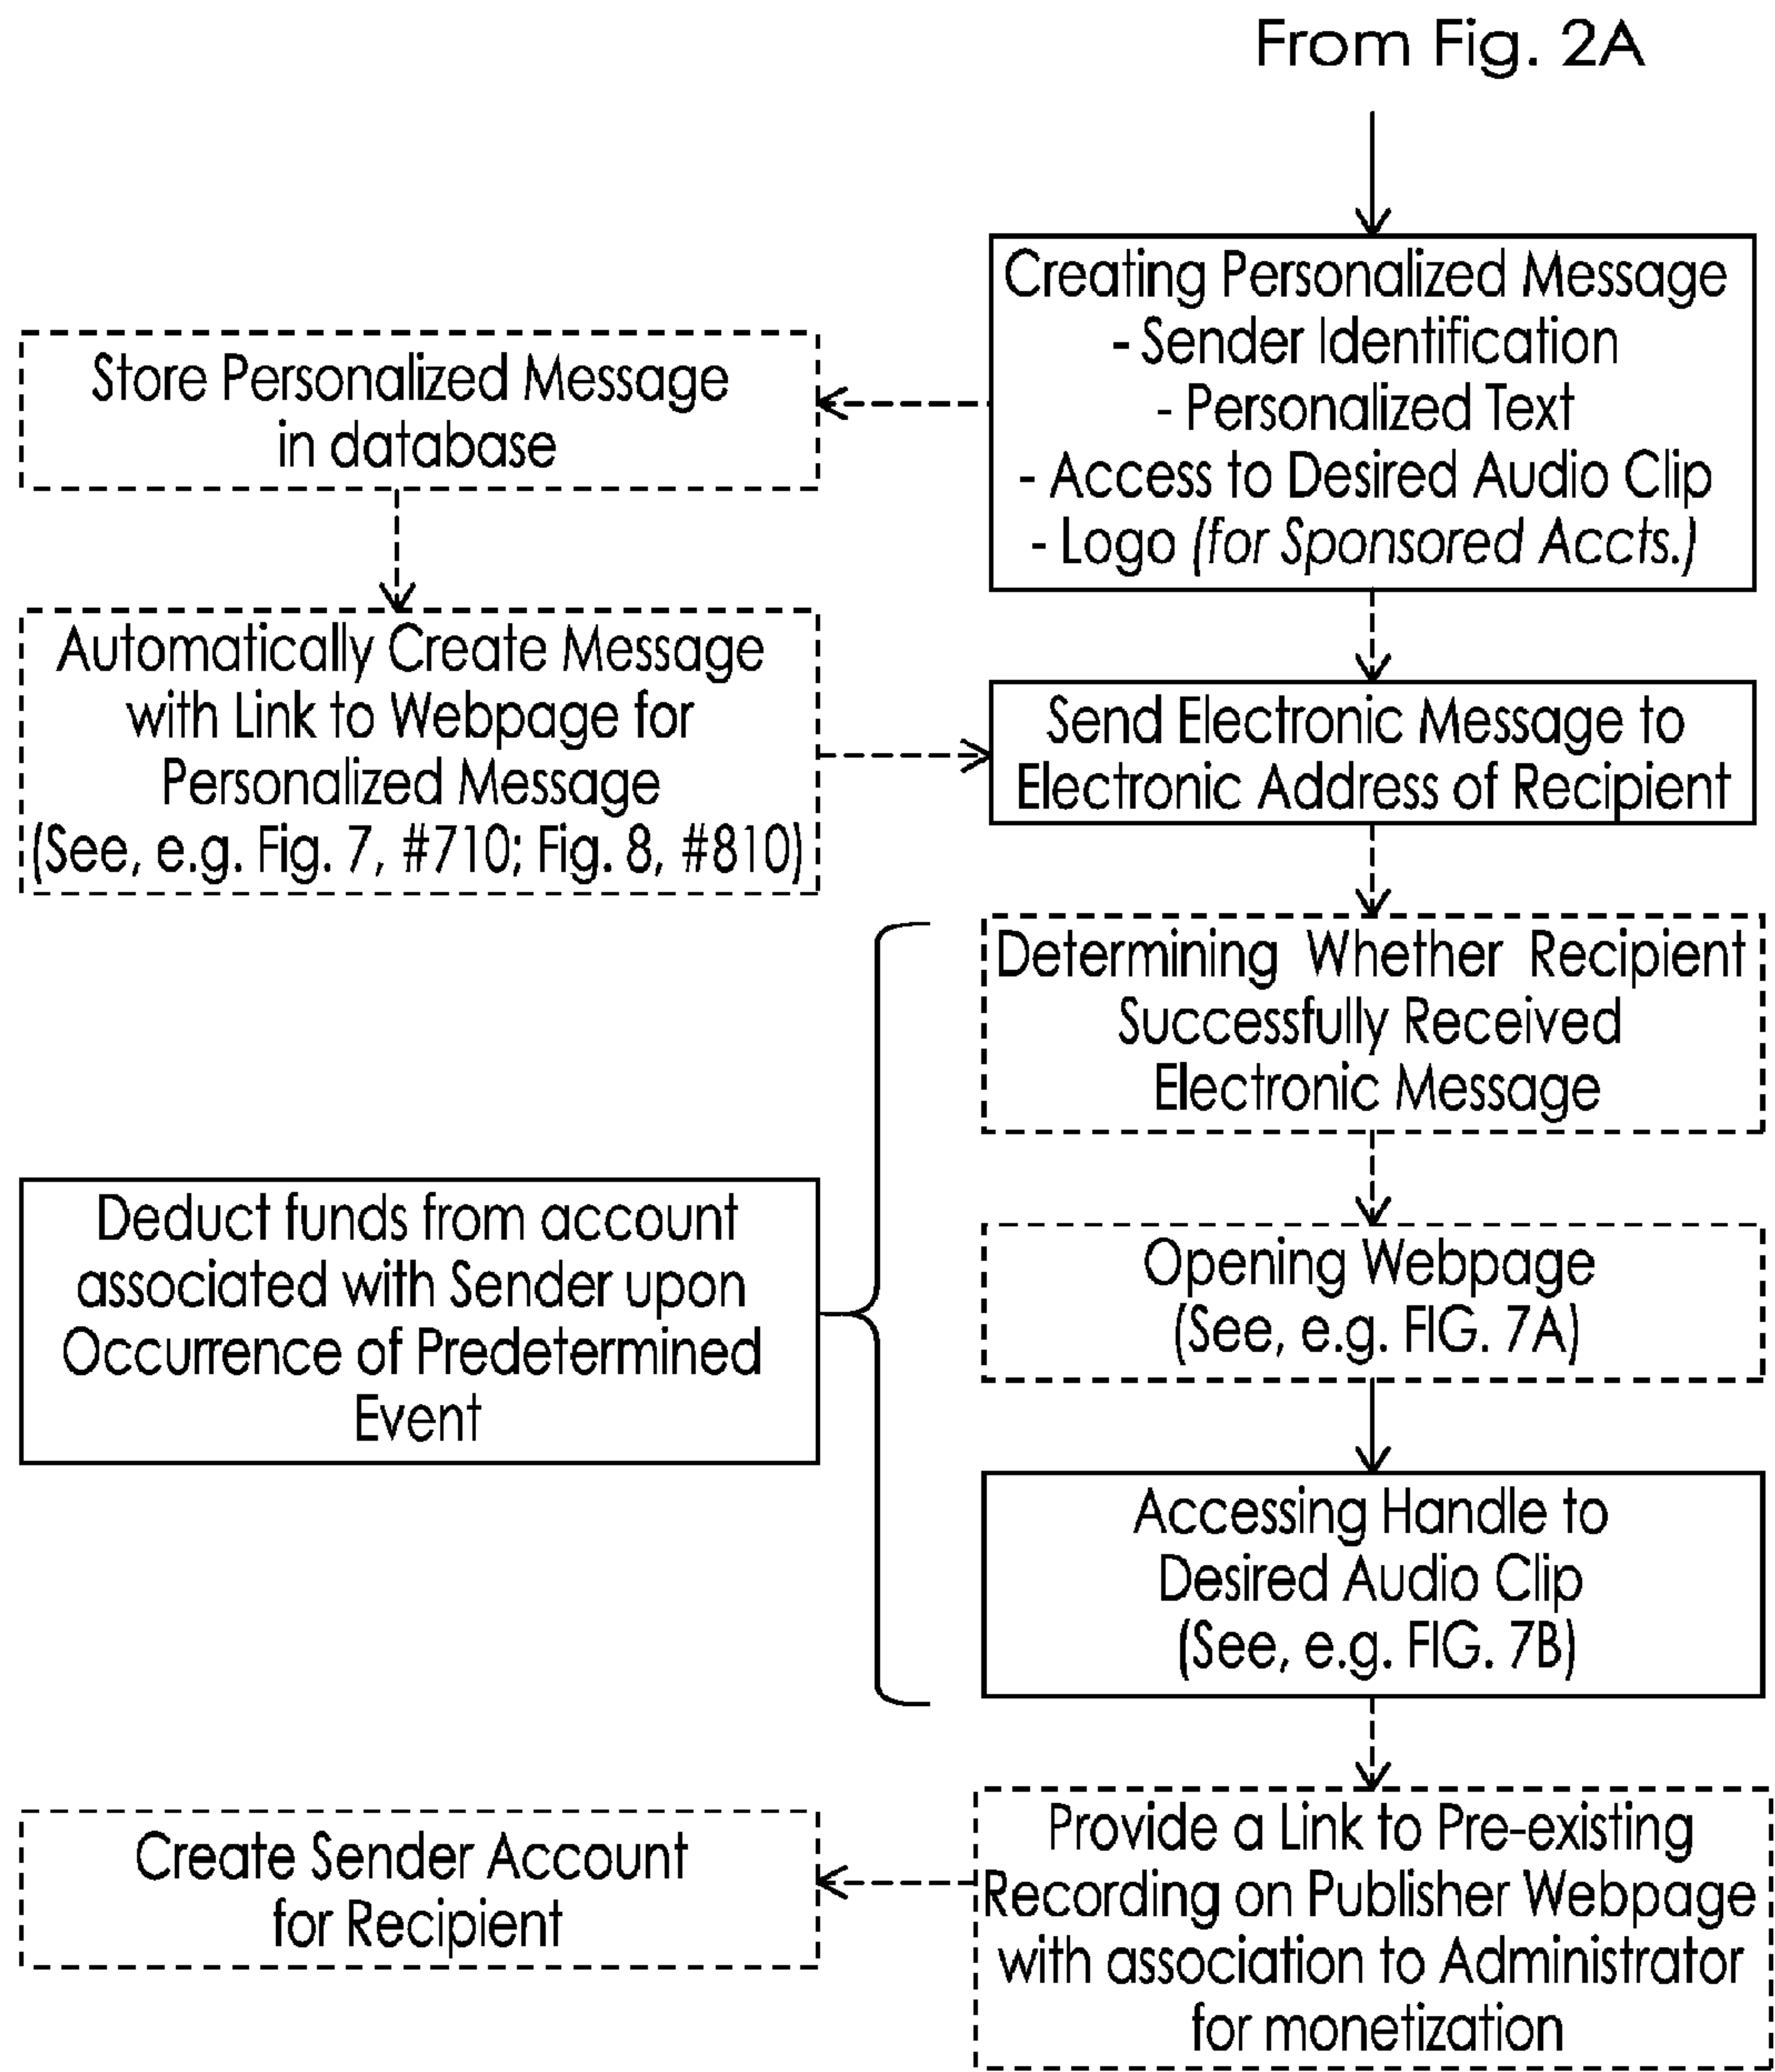 From Fig. 2A
Creating Personalized Message
- Sender Identification
- Personalized Text
- Access to Desired Audio Clip
- Logo (for Sponsored Accts.)
Store Personalized Message
in database
Automatically Create Message
with Link to Webpage for
Personalized Message
(See, e.g. Fig. 7, #710; Fig. 8, #810)
Send Electronic Message to
Electronic Address of Recipient
Determining Whether Recipient
Successfully Received
Electronic Message
Deduct funds from account
associated with Sender upon
Occurrence of Predetermined
Event
Opening Webpage
(See, e.g. FIG. 7A)
Accessing Handle to
Desired Audio Clip
(See, e.g. FIG. 7B)
Provide a Link to Pre-existing
Recording on Publisher Webpage
with association to Administrator
for monetization
Create Sender Account
for Recipient